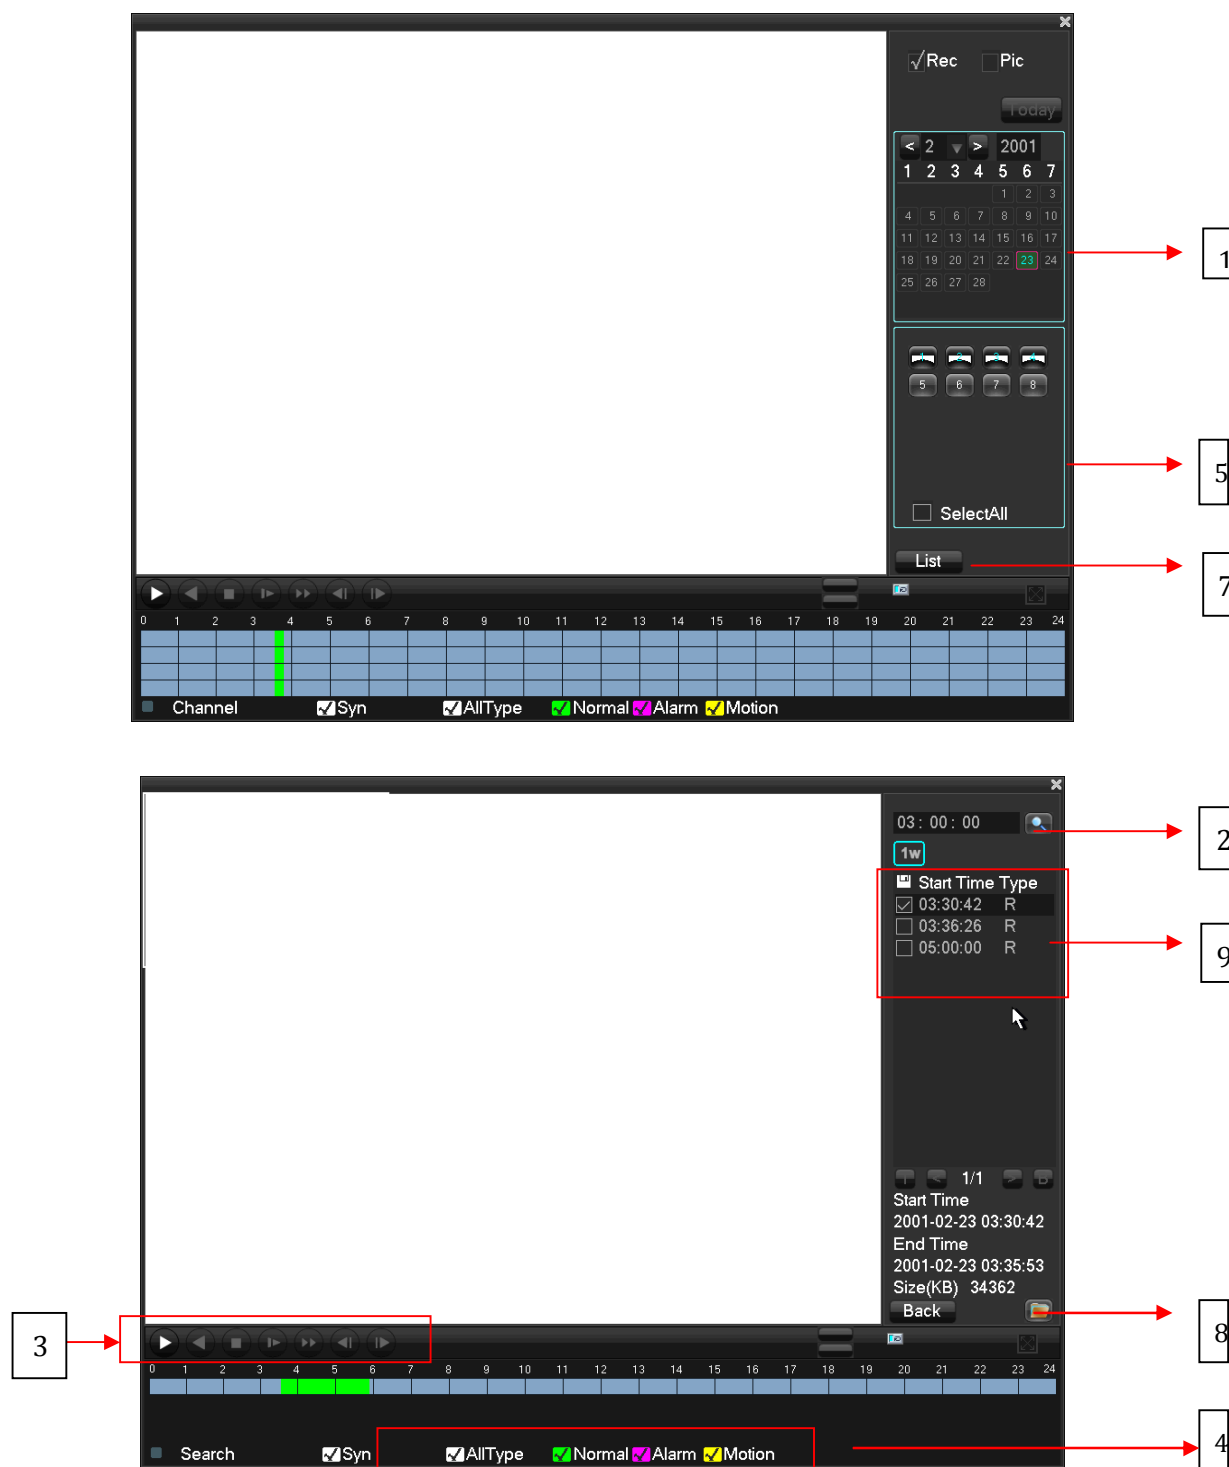 Rec Pic
Today
< 2 > 2001
1 2 3 4 5 6 7
1 2 3
4 5 6 7 8 9 10
11 12 13 14 15 16 17
18 19 20 21 22 23 24
25 26 27 28
1
1 2 3 4
5 6 7 8
5
SelectAll
List
7
0 1 2 3 4 5 6 7 8 9 10 11 12 13 14 15 16 17 18 19 20 21 22 23 24
Channel Syn AllType Normal Alarm Motion
03 : 00 : 00
2
1w
Start Time Type
03:30:42 R
03:36:26 R
05:00:00 R
9
T < 1/1 > B
Start Time
2001-02-23 03:30:42
End Time
2001-02-23 03:35:53
Size(KB) 34362
Back
8
3
0 1 2 3 4 5 6 7 8 9 10 11 12 13 14 15 16 17 18 19 20 21 22 23 24
Search Syn AllType Normal Alarm Motion
4